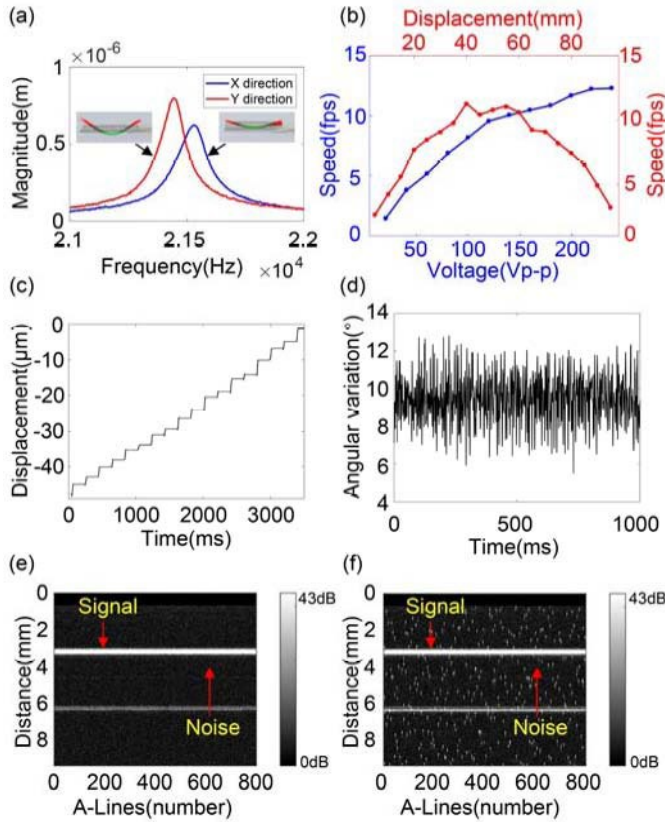 (a)
×10⁻⁶
1
0.5
0
Magnitude(m)
X direction
Y direction
2.1
2.15
2.2
×10⁴
Frequency(Hz)
(b)
Displacement(mm)
20
40
60
80
15
10
5
0
Speed(fps)
15
10
5
0
Speed(fps)
50
100
150
200
Voltage(Vp-p)
(c)
0
-10
-20
-30
-40
Displacement(μm)
0
1000
2000
3000
Time(ms)
(d)
14
12
10
8
6
4
Angular variation(°)
0
500
1000
Time(ms)
(e)
0
2
4
6
8
Distance(mm)
Signal
Noise
43dB
0dB
0
200
400
600
800
A-Lines(number)
(f)
0
2
4
6
8
Distance(mm)
Signal
Noise
43dB
0dB
0
200
400
600
800
A-Lines(number)